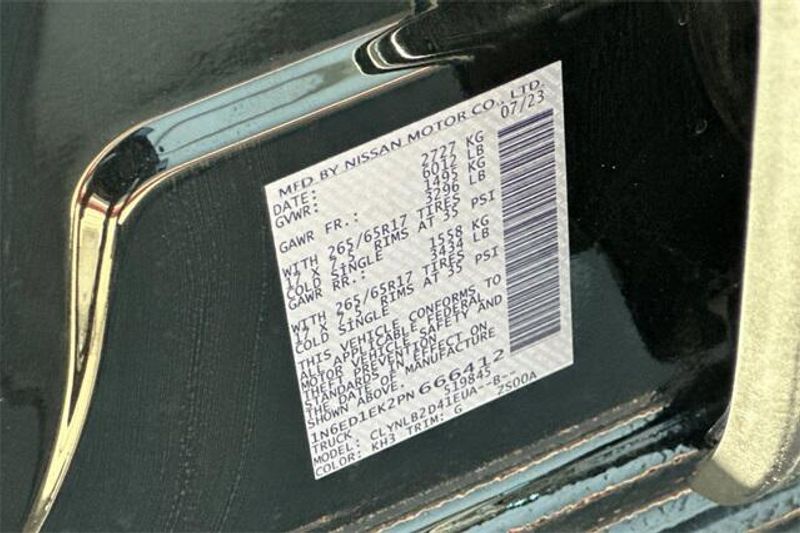 MFD BY NISSAN MOTOR CO., LTD.
DATE: 07/23
GVWR: 2727 KG
6012 LB
GAWR FR.: 1495 KG
3296 LB
WITH 265/65R17 TIRES
17 X 7.5 RIMS AT 35 PSI
COLD SINGLE
GAWR RR.: 1558 KG
3434 LB
WITH 265/65R17 TIRES
17 X 7.5 RIMS AT 35 PSI
COLD SINGLE
THIS VEHICLE CONFORMS TO
ALL APPLICABLE FEDERAL
MOTOR VEHICLE SAFETY AND
THEFT PREVENTION
STANDARDS IN EFFECT ON
THE DATE OF MANUFACTURE
SHOWN ABOVE.
1N6ED1EK2PN666412
TRUCK 519845
MODEL: CLYNLB2D41EUA--B--
COLOR: KH3 TRIM: G ZS00A